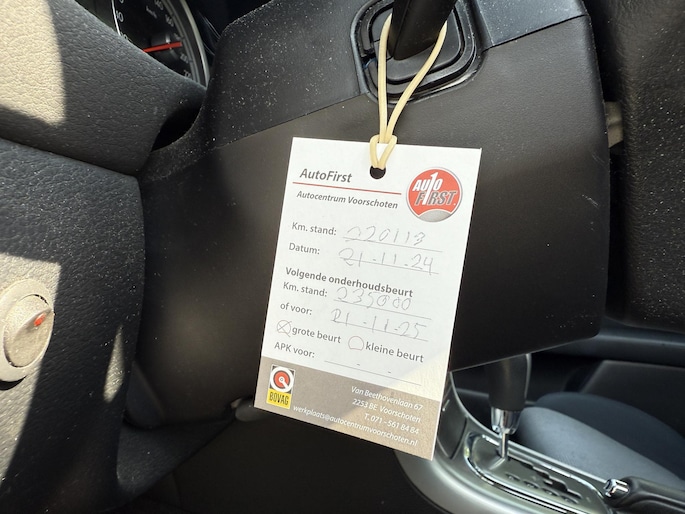 AutoFirst
AUTO
F1RST
Autocentrum Voorschoten
Km. stand: 220113
Datum: 21-11-24
Volgende onderhoudsbeurt
Km. stand: 235000
of voor: 21-11-25
grote beurt kleine beurt
APK voor:
BOVAG
Van Beethovenlaan 67
2253 BE Voorschoten
T. 071 - 561 84 84
werkplaats@autocentrumvoorschoten.nl